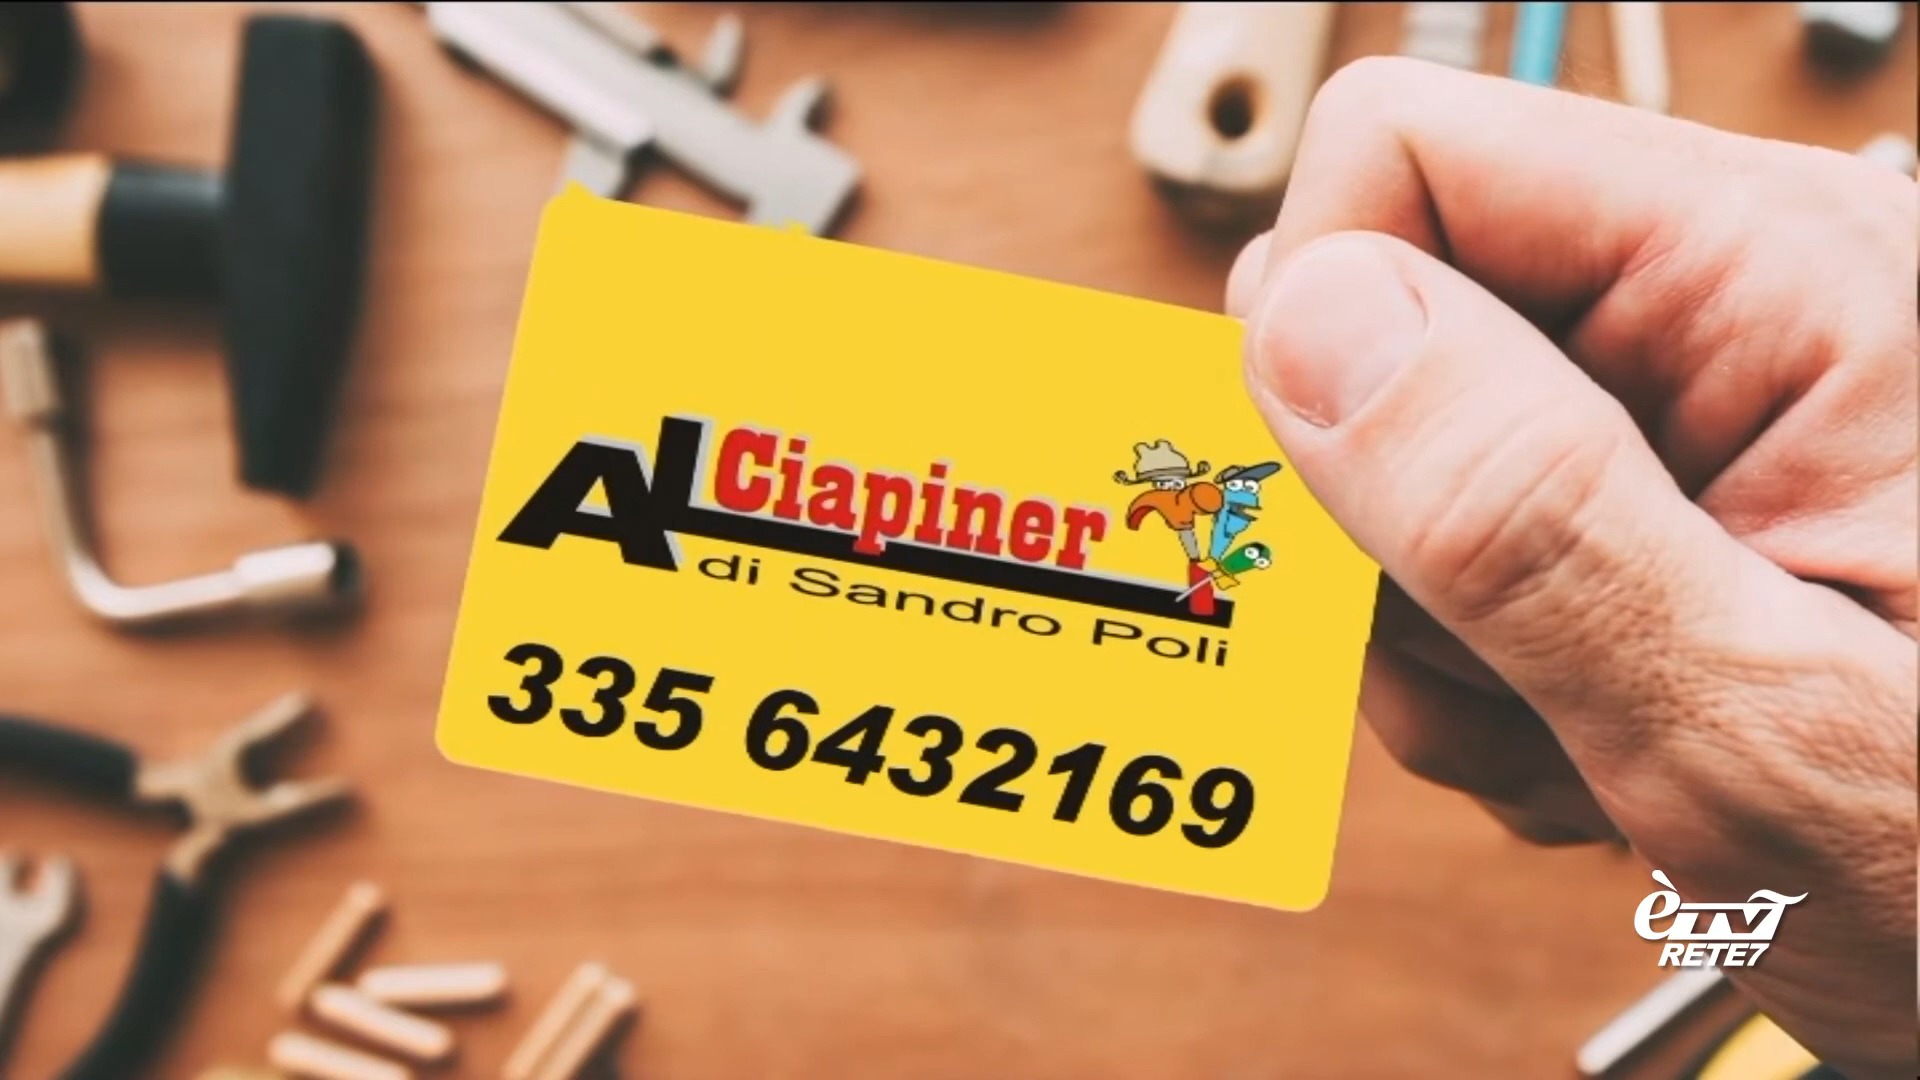 Al Ciapiner
di Sandro Poli
335 6432169
èTV
RETE7